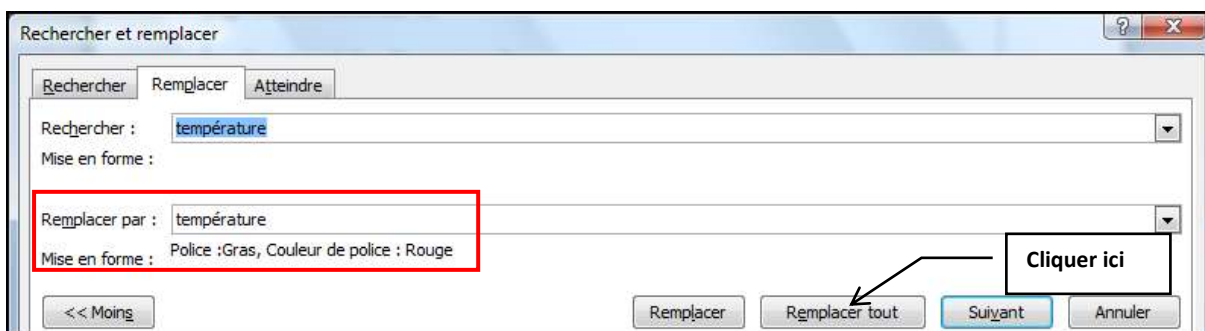 Rechercher et remplacer
Rechercher Remplacer Atteindre
Rechercher : température
Mise en forme :
Remplacer par : température
Mise en forme : Police :Gras, Couleur de police : Rouge
Cliquer ici
<< Moins Remplacer Remplacer tout Suivant Annuler